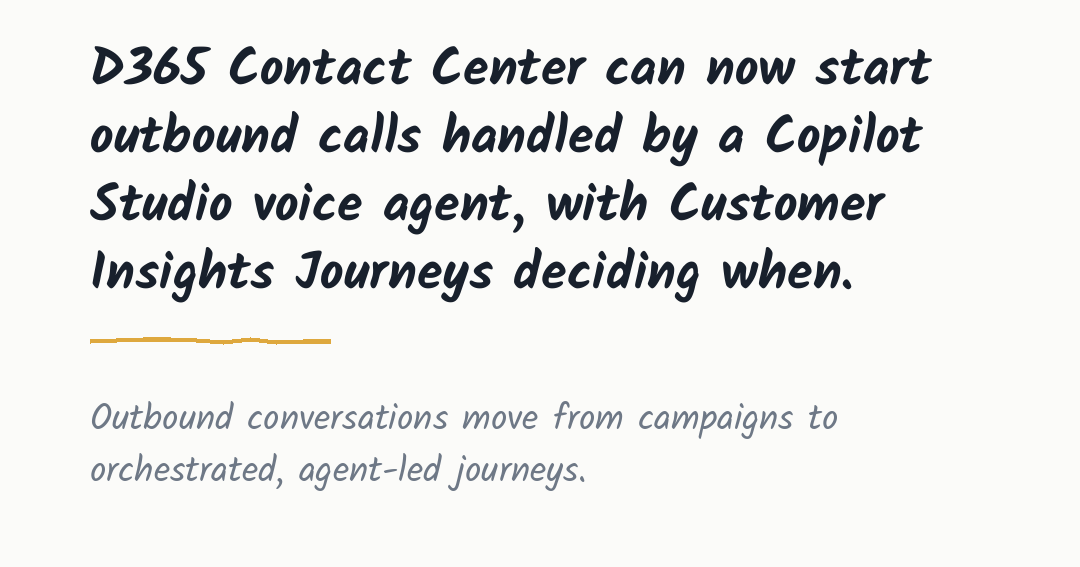 D365 Contact Center can now start
outbound calls handled by a Copilot
Studio voice agent, with Customer
Insights Journeys deciding when.
Outbound conversations move from campaigns to
orchestrated, agent-led journeys.